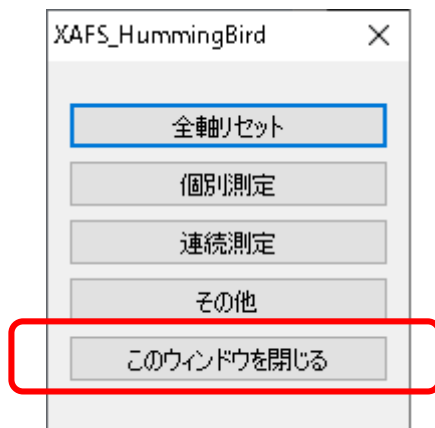 XAFS_HummingBird
全軸リセット
個別測定
連続測定
その他
このウィンドウを閉じる